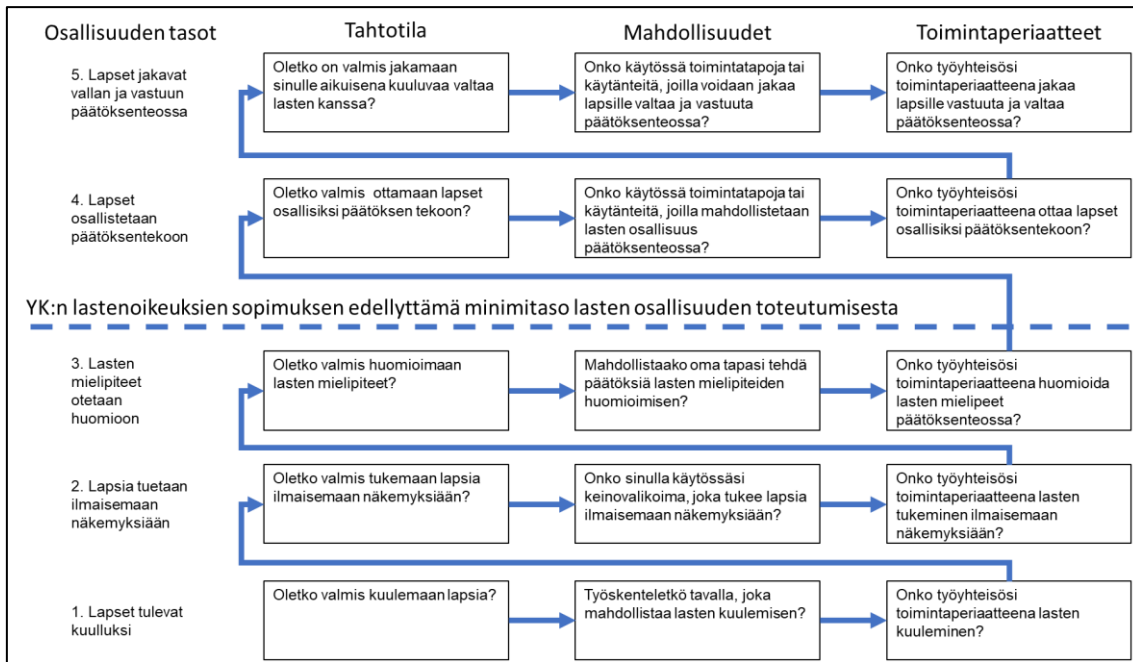 Osallisuuden tasot
Tahtotila
Mahdollisuudet
Toimintaperiaatteet
5. Lapset jakavat
vallan ja vastuun
päätöksenteossa
Oletko on valmis jakamaan
sinulle aikuisena kuuluvaa valtaa
lasten kanssa?
Onko käytössä toimintatapoja tai
käytänteitä, joilla voidaan jakaa
lapsille valtaa ja vastuuta
päätöksenteossa?
Onko työyhteisösi
toimintaperiaatteena jakaa
lapsille vastuuta ja valtaa
päätöksenteossa?
4. Lapset
osallistetaan
päätöksentekoon
Oletko valmis ottamaan lapset
osallisiksi päätöksen tekoon?
Onko käytössä toimintatapoja tai
käytänteitä, joilla mahdollistetaan
lasten osallisuus
päätöksenteossa?
Onko työyhteisösi
toimintaperiaatteena ottaa lapset
osallisiksi päätöksentekoon?
YK:n lastenoikeuksien sopimuksen edellyttämä minimitaso lasten osallisuuden toteutumisesta
3. Lasten
mielipiteet
otetaan
huomioon
Oletko valmis huomioimaan
lasten mielipiteet?
Mahdollistaako oma tapasi tehdä
päätöksiä lasten mielipiteiden
huomioimisen?
Onko työyhteisösi
toimintaperiaatteena huomioida
lasten mielipeet
päätöksenteossa?
2. Lapsia tuetaan
ilmaisemaan
näkemyksiään
Oletko valmis tukemaan lapsia
ilmaisemaan näkemyksiään?
Onko sinulla käytössäsi
keinovalikoima, joka tukee lapsia
ilmaisemaan näkemyksiään?
Onko työyhteisösi
toimintaperiaatteena lasten
tukeminen ilmaisemaan
näkemyksiään?
1. Lapset tulevat
kuulluksi
Oletko valmis kuulemaan lapsia?
Työskenteletkö tavalla, joka
mahdollistaa lasten kuulemisen?
Onko työyhteisösi
toimintaperiaatteena lasten
kuuleminen?